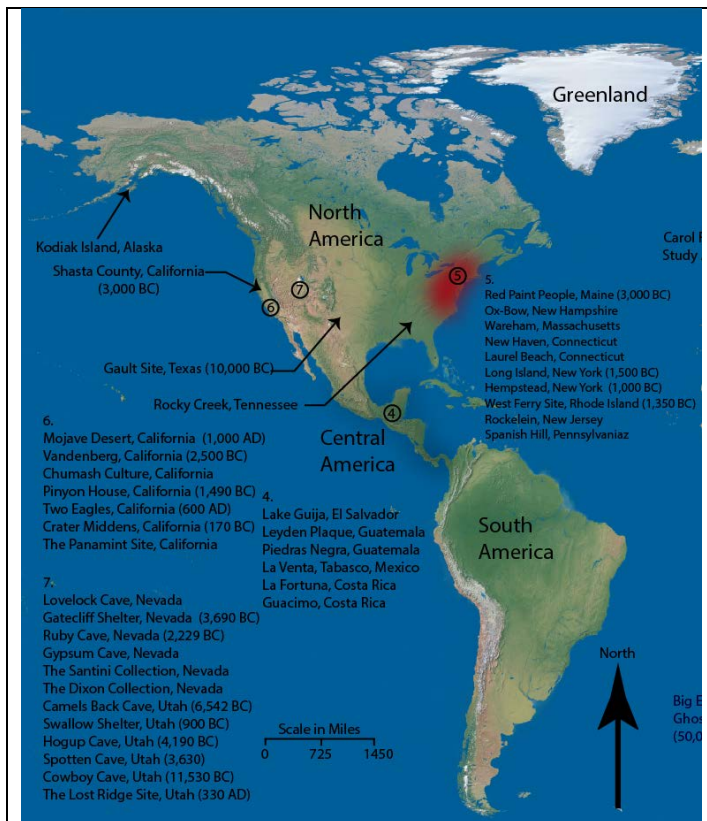 Greenland
North
America
Kodiak Island, Alaska
Shasta County, California
(3,000 BC)
6
7
5
Carol
Study
5.
Red Paint People, Maine (3,000 BC)
Ox-Bow, New Hampshire
Wareham, Massachusetts
New Haven, Connecticut
Laurel Beach, Connecticut
Long Island, New York (1,500 BC)
Hempstead, New York (1,000 BC)
West Ferry Site, Rhode Island (1,350 BC)
Rockelein, New Jersey
Spanish Hill, Pennsylvaniaz
Gault Site, Texas (10,000 BC)
Rocky Creek, Tennessee
4
Central
America
6.
Mojave Desert, California (1,000 AD)
Vandenberg, California (2,500 BC)
Chumash Culture, California
Pinyon House, California (1,490 BC)
Two Eagles, California (600 AD)
Crater Middens, California (170 BC)
The Panamint Site, California
4.
Lake Guija, El Salvador
Leyden Plaque, Guatemala
Piedras Negra, Guatemala
La Venta, Tabasco, Mexico
La Fortuna, Costa Rica
Guacimo, Costa Rica
South
America
7.
Lovelock Cave, Nevada
Gatecliff Shelter, Nevada (3,690 BC)
Ruby Cave, Nevada (2,229 BC)
Gypsum Cave, Nevada
The Santini Collection, Nevada
The Dixon Collection, Nevada
Camels Back Cave, Utah (6,542 BC)
Swallow Shelter, Utah (900 BC)
Hogup Cave, Utah (4,190 BC)
Spotten Cave, Utah (3,630)
Cowboy Cave, Utah (11,530 BC)
The Lost Ridge Site, Utah (330 AD)
Scale in Miles
0 725 1450
North
Big